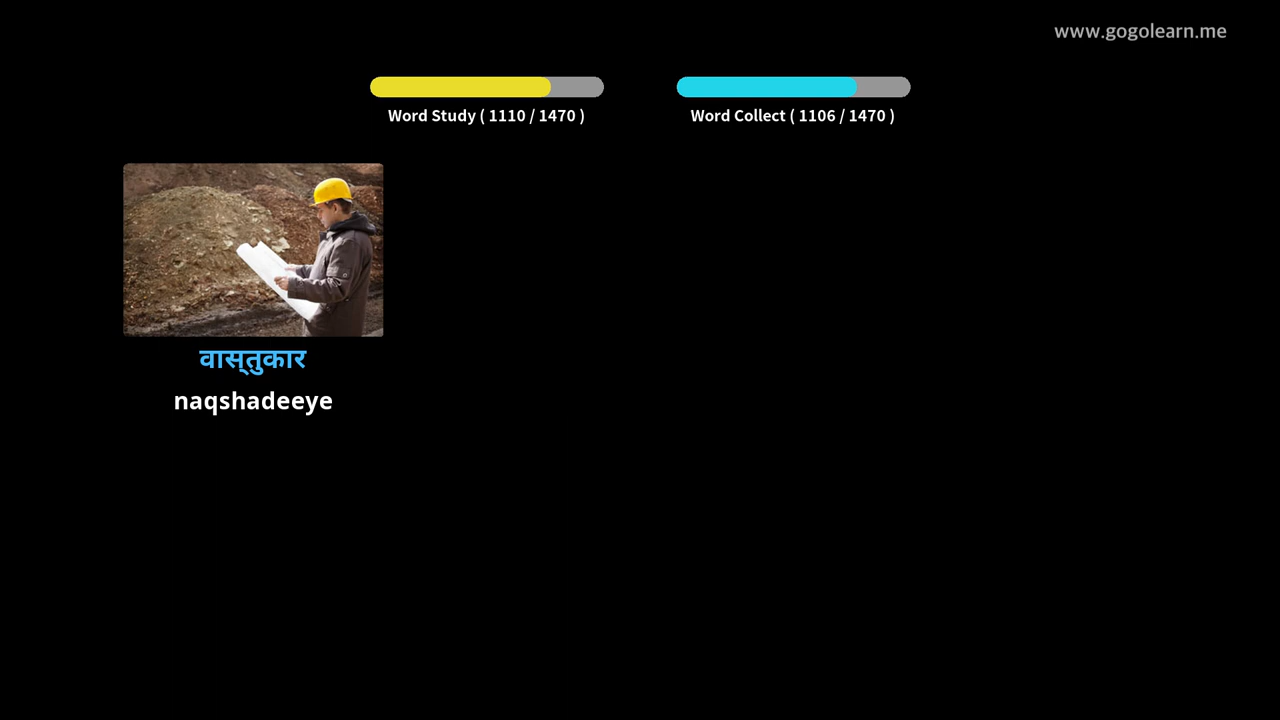 www.gogolearn.me
Word Study ( 1110 / 1470 )
Word Collect ( 1106 / 1470 )
वास्तुकार
naqshadeeye